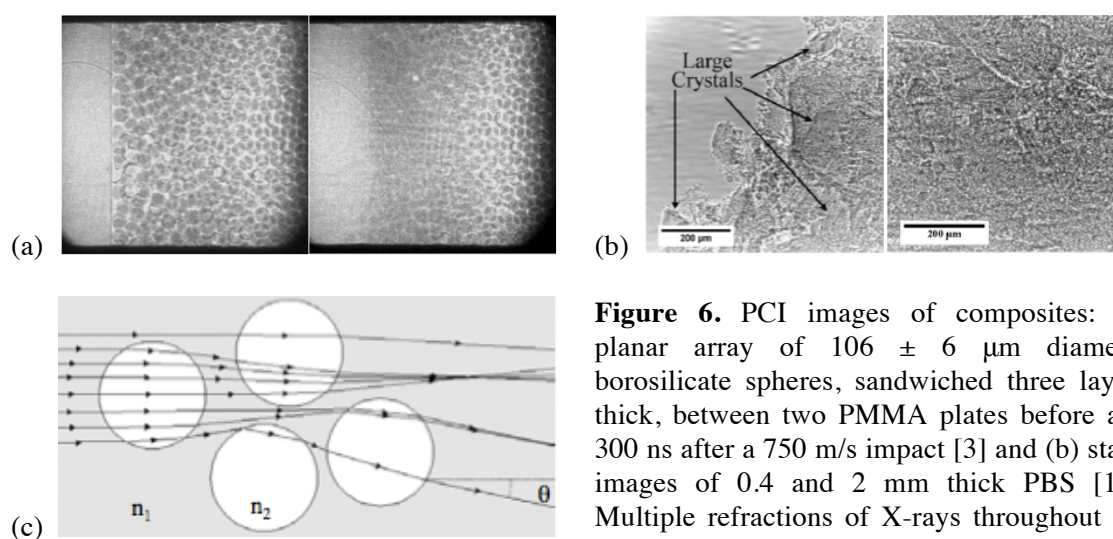 (a)
(b)
Large
Crystals
200 µm
200 µm
(c)
n₁
n₂
θ
Figure 6. PCI images of composites:
planar array of 106 ± 6 µm diame
borosilicate spheres, sandwiched three lay
thick, between two PMMA plates before a
300 ns after a 750 m/s impact [3] and (b) sta
images of 0.4 and 2 mm thick PBS [1
Multiple refractions of X-rays throughout